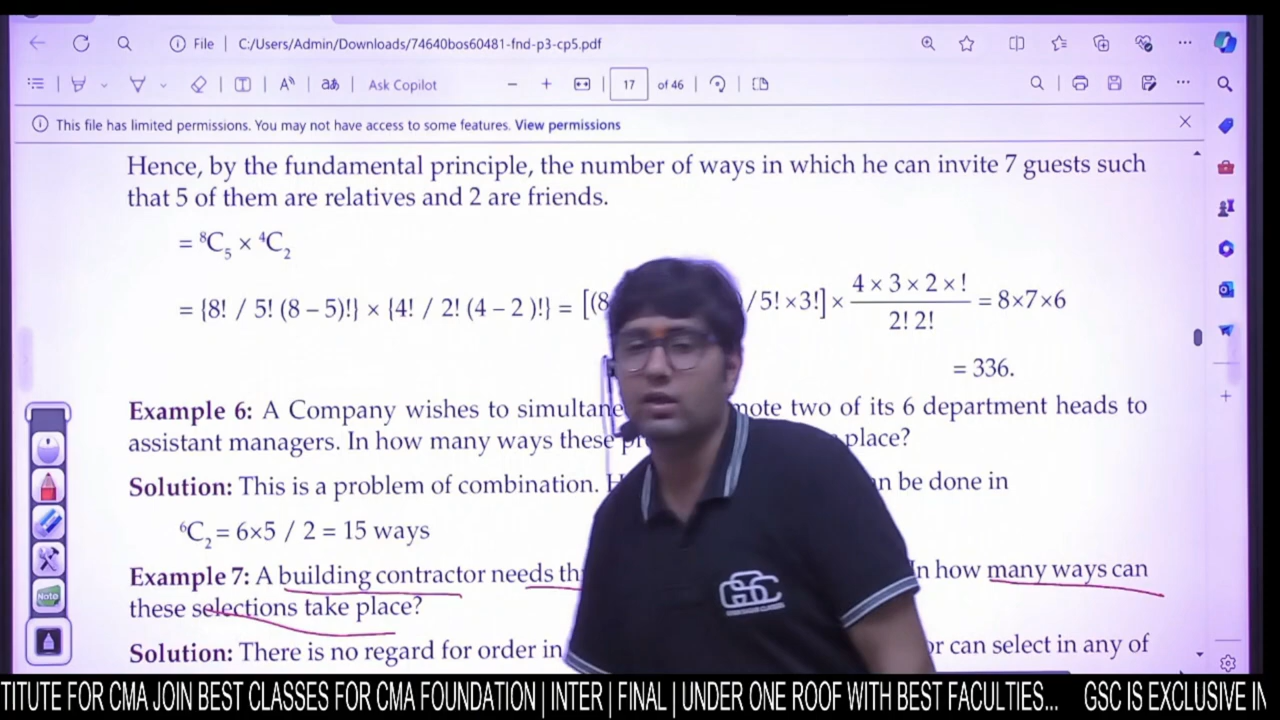 File | C:/Users/Admin/Downloads/74640bos60481-fnd-p3-cp5.pdf
Ask Copilot 17 of 46
This file has limited permissions. You may not have access to some features. View permissions
Hence, by the fundamental principle, the number of ways in which he can invite 7 guests such
that 5 of them are relatives and 2 are friends.
= ⁸C₅ × ⁴C₂
= {8! / 5! (8 – 5)!} × {4! / 2! (4 – 2 )!} = [(8 /5! ×3!] × 4 × 3 × 2 × ! / 2! 2! = 8×7×6
= 336.
Example 6: A Company wishes to two of its 6 department heads to
assistant managers. In how many ways these place?
Solution: This is a problem of combination. be done in
⁶C₂ = 6×5 / 2 = 15 ways
Example 7: A building contractor needs In how many ways can
these selections take place?
Solution: There is no regard for order in can select in any of
GSC
Note
TITUTE FOR CMA JOIN BEST CLASSES FOR CMA FOUNDATION | INTER | FINAL | UNDER ONE ROOF WITH BEST FACULTIES... GSC IS EXCLUSIVE IN